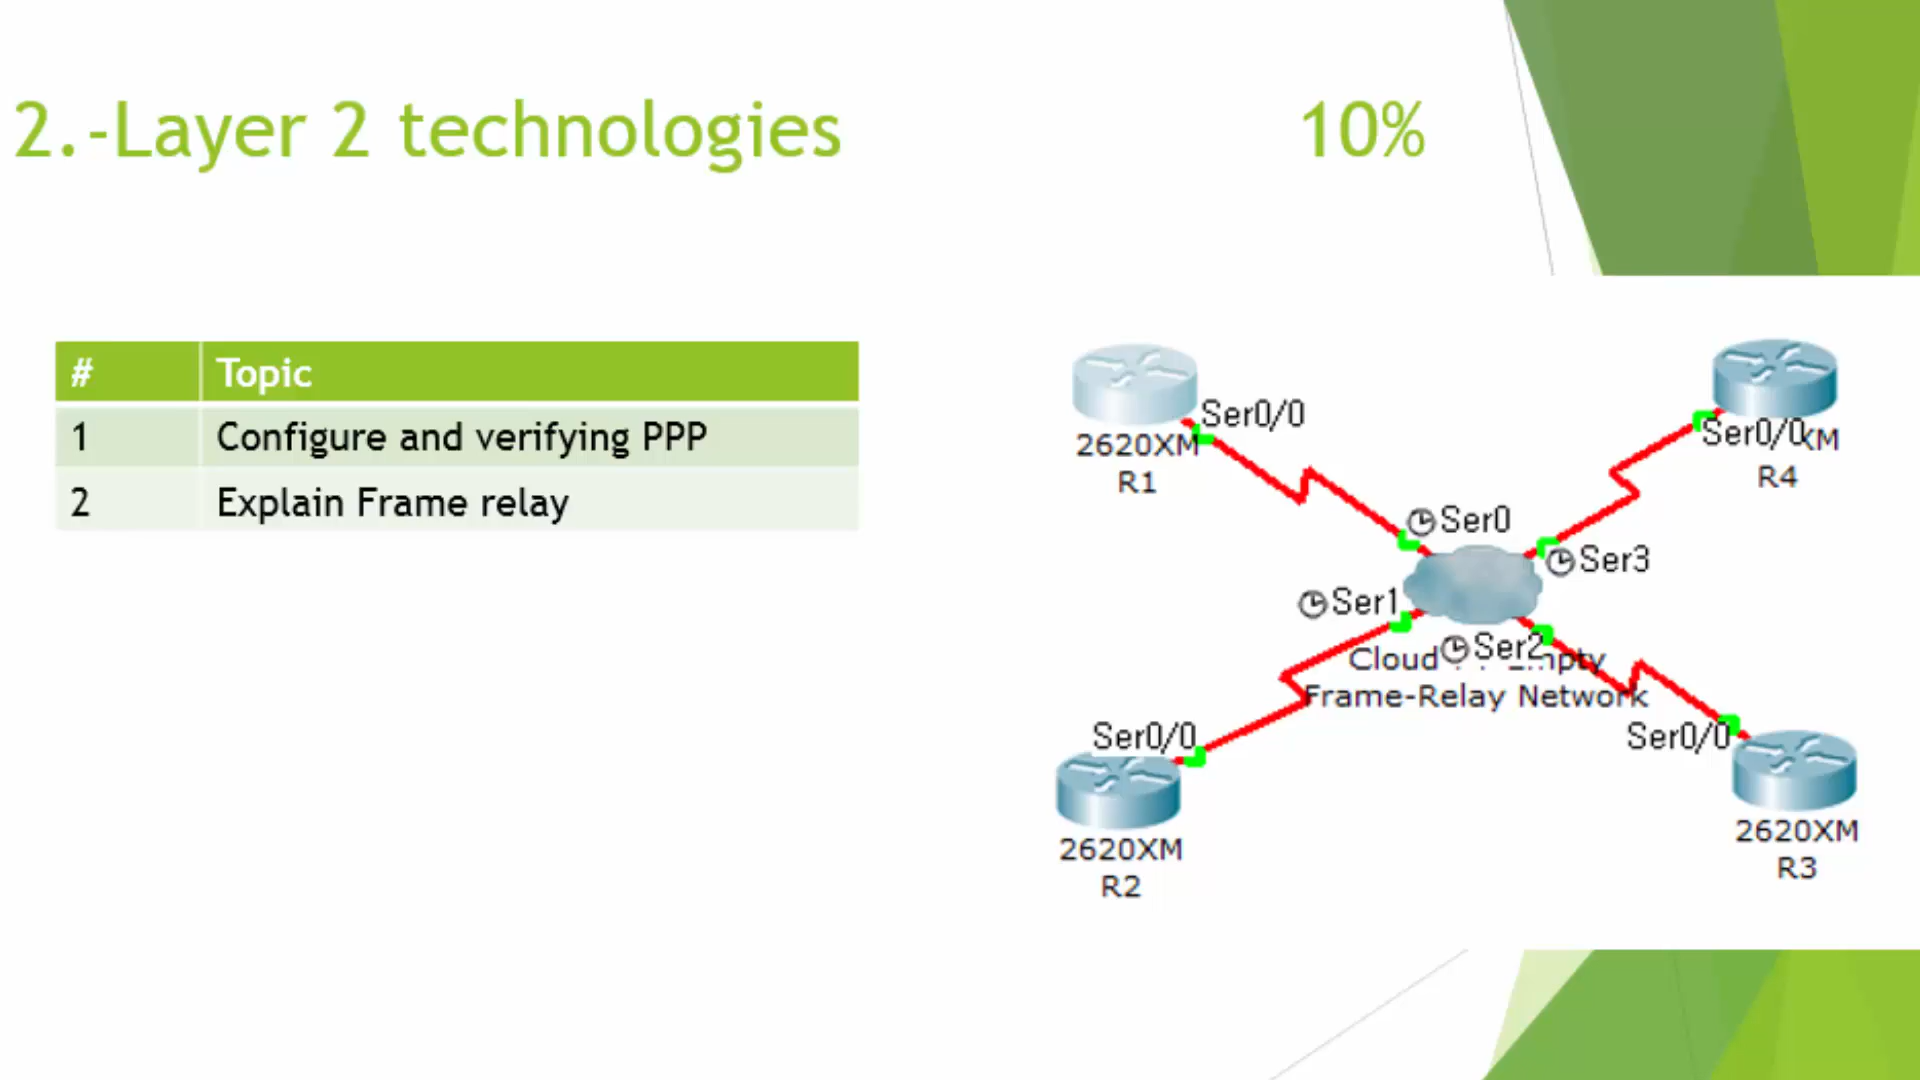 2.-Layer 2 technologies 10%
# Topic
1 Configure and verifying PPP
2 Explain Frame relay
Ser0/0
2620XM
R1
Ser0/0
XM
R4
Ser0
Ser3
Ser1
Ser2
Cloud
Frame-Relay Network
Ser0/0
2620XM
R2
Ser0/0
2620XM
R3